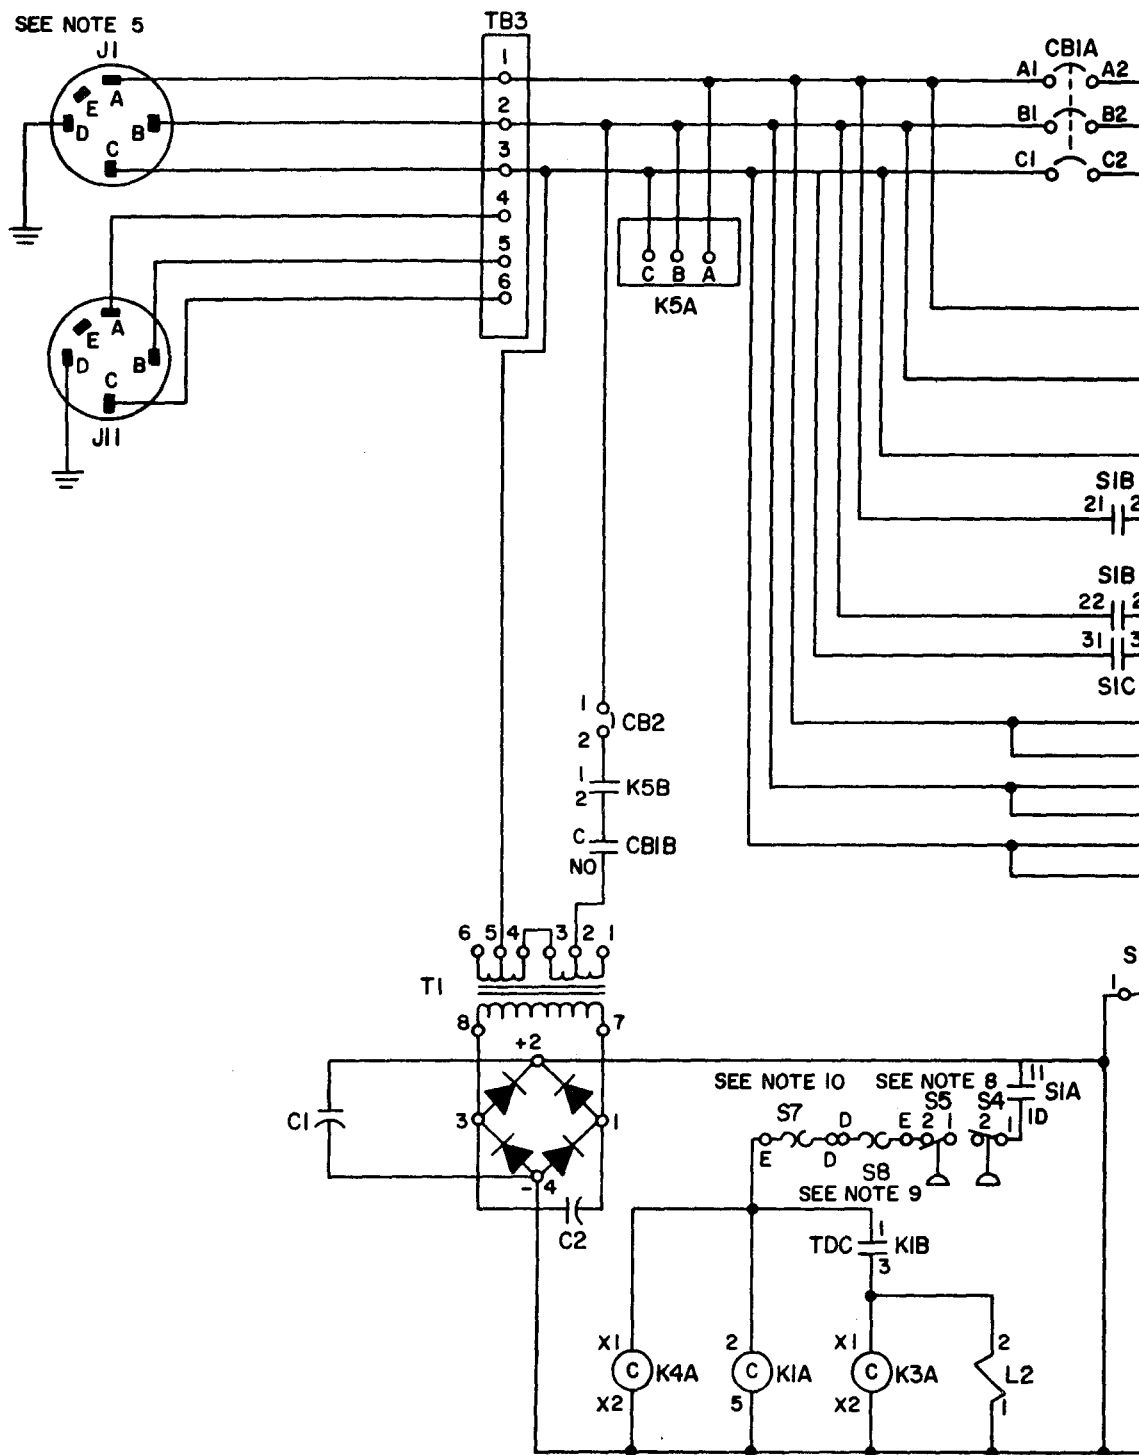 SEE NOTE 5
J1
A
E
D
B
C
TB3
1
2
3
4
5
6
CB1A
A1
A2
B1
B2
C1
C2
C B A
K5A
A
E
D
B
C
J11
S1B
21
2
S1B
22
2
31
3
S1C
1
2
CB2
1
2
K5B
C
NO
CB1B
6 5 4 3 2 1
T1
8
7
+2
3
1
-4
C1
C2
S
1
SEE NOTE 10
SEE NOTE 8
S7
S5
S4
11
S1A
1D
E
D D
E 2 1
2 1
S8
SEE NOTE 9
TDC
1
3
K1B
X1
C
K4A
X2
2
C
K1A
5
X1
C
K3A
X2
2
L2
1